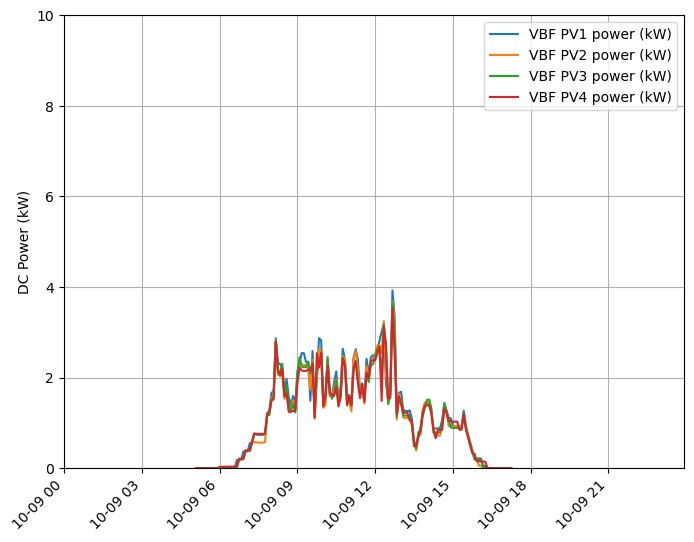 VBF PV1 power (kW)
VBF PV2 power (kW)
VBF PV3 power (kW)
VBF PV4 power (kW)
DC Power (kW)
10
8
6
4
2
0
10-09 00
10-09 03
10-09 06
10-09 09
10-09 12
10-09 15
10-09 18
10-09 21